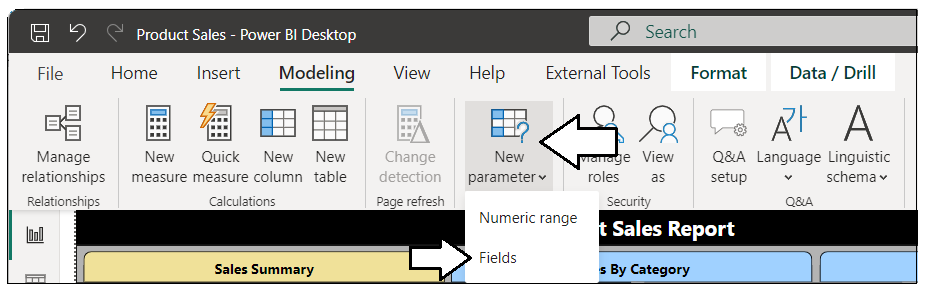 Product Sales - Power BI Desktop
Search
File Home Insert Modeling View Help External Tools Format Data / Drill
Manage relationships
New measure
Quick measure
New column
New table
Change detection
New parameter
Manage roles
View as
Q&A setup
Language
Linguistic schema
Relationships
Calculations
Page refresh
Security
Q&A
Numeric range
Fields
Sales Report
Sales Summary
By Category